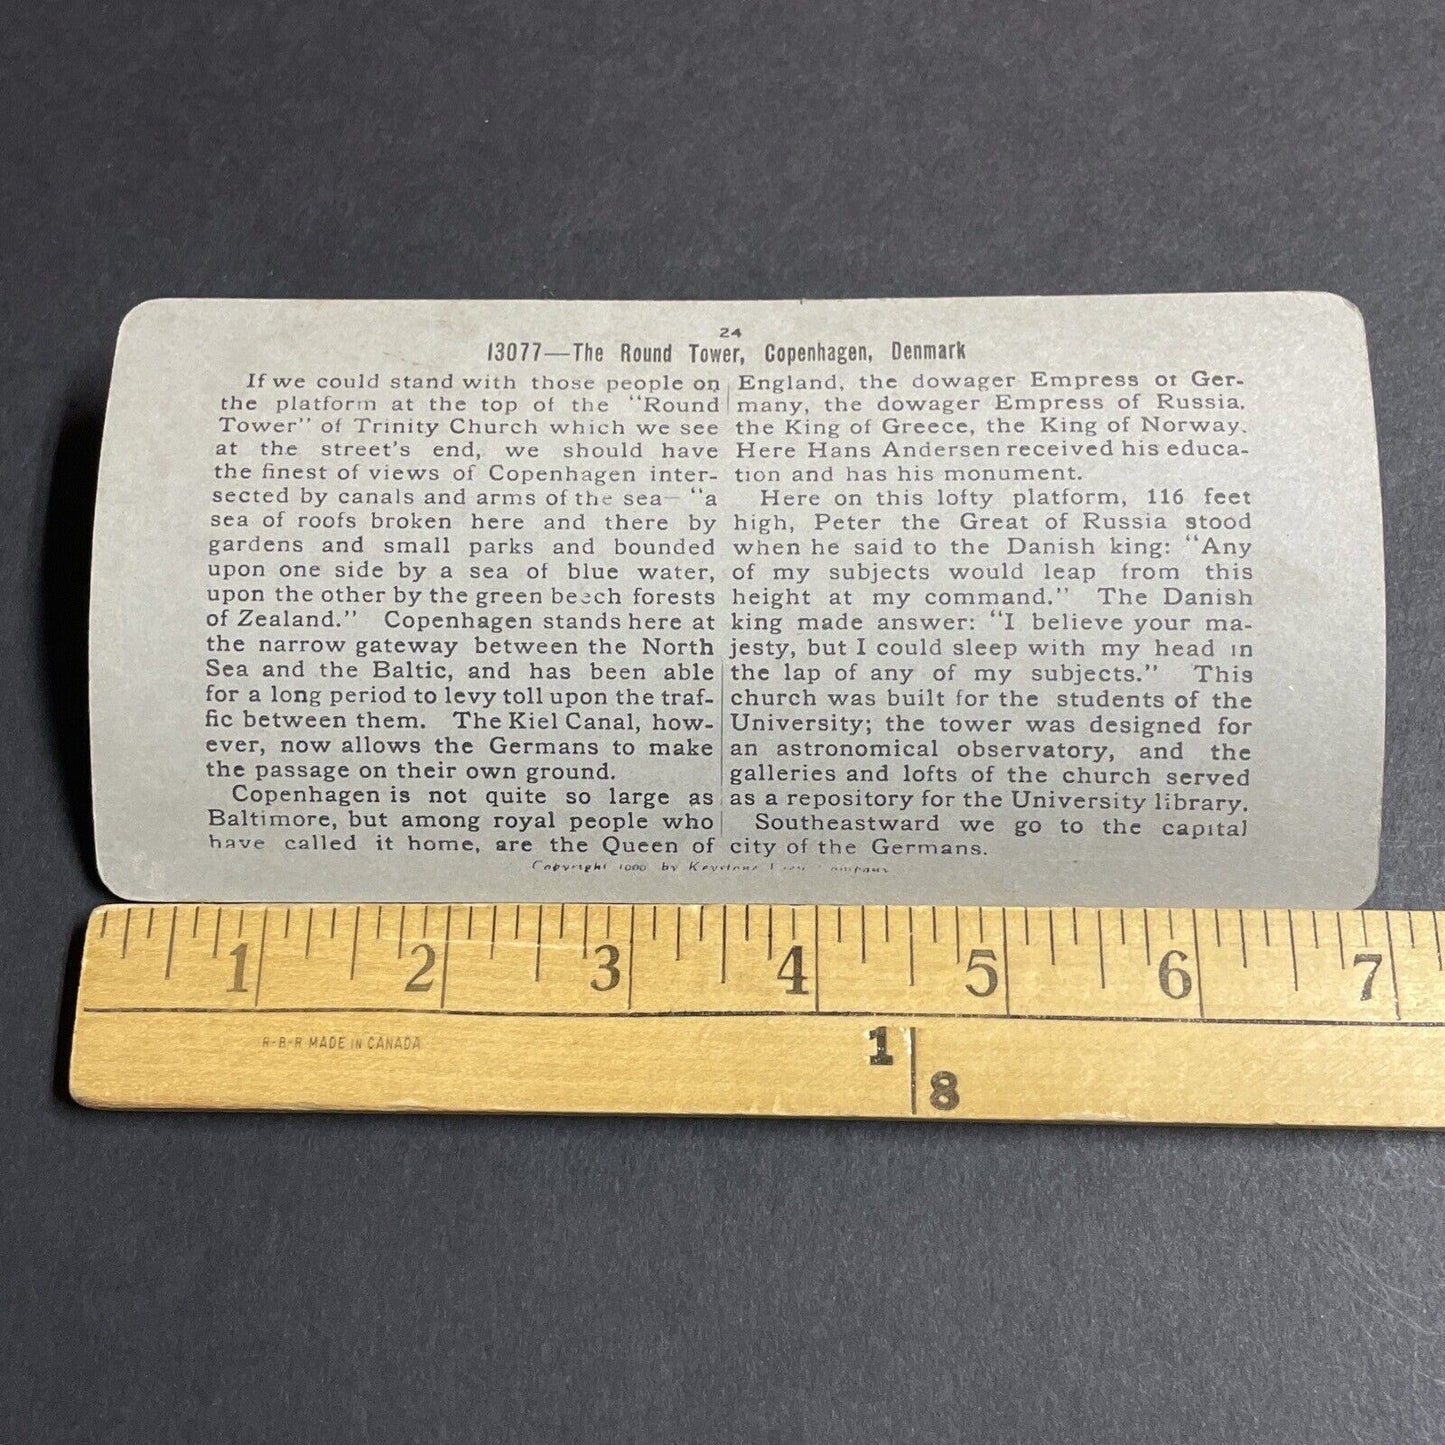 24
13077—The Round Tower, Copenhagen, Denmark
If we could stand with those people on
the platform at the top of the "Round
Tower" of Trinity Church which we see
at the street's end, we should have
the finest of views of Copenhagen inter-
sected by canals and arms of the sea— "a
sea of roofs broken here and there by
gardens and small parks and bounded
upon one side by a sea of blue water,
upon the other by the green beech forests
of Zealand." Copenhagen stands here at
the narrow gateway between the North
Sea and the Baltic, and has been able
for a long period to levy toll upon the traf-
fic between them. The Kiel Canal, how-
ever, now allows the Germans to make
the passage on their own ground.
Copenhagen is not quite so large as
Baltimore, but among royal people who
have called it home, are the Queen of
England, the dowager Empress of Ger-
many, the dowager Empress of Russia,
the King of Greece, the King of Norway.
Here Hans Andersen received his educa-
tion and has his monument.
Here on this lofty platform, 116 feet
high, Peter the Great of Russia stood
when he said to the Danish king: "Any
of my subjects would leap from this
height at my command." The Danish
king made answer: "I believe your ma-
jesty, but I could sleep with my head in
the lap of any of my subjects." This
church was built for the students of the
University; the tower was designed for
an astronomical observatory, and the
galleries and lofts of the church served
as a repository for the University library.
Southeastward we go to the capital
city of the Germans.
Copyright by Keystone View Company
1 2 3 4 5 6 7
R-B-R MADE IN CANADA
1
8